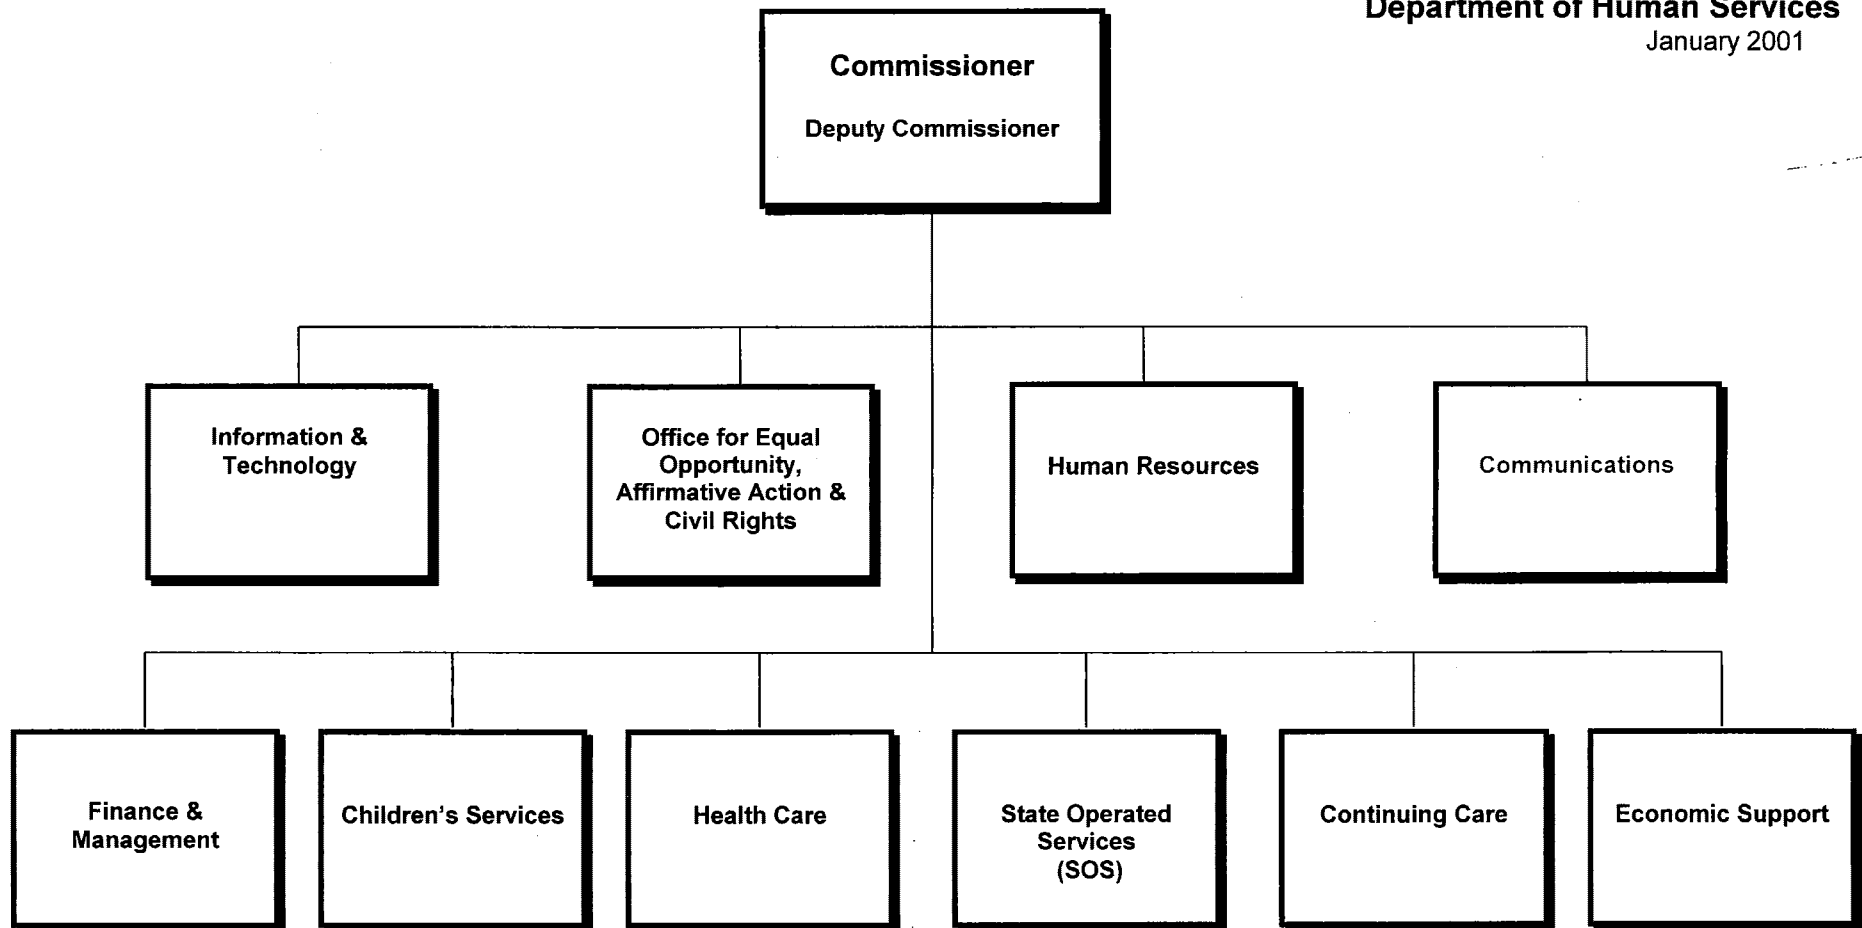 Department of Human Services
January 2001
Commissioner
Deputy Commissioner
Information &
Technology
Office for Equal
Opportunity,
Affirmative Action &
Civil Rights
Human Resources
Communications
Finance &
Management
Children's Services
Health Care
State Operated
Services
(SOS)
Continuing Care
Economic Support